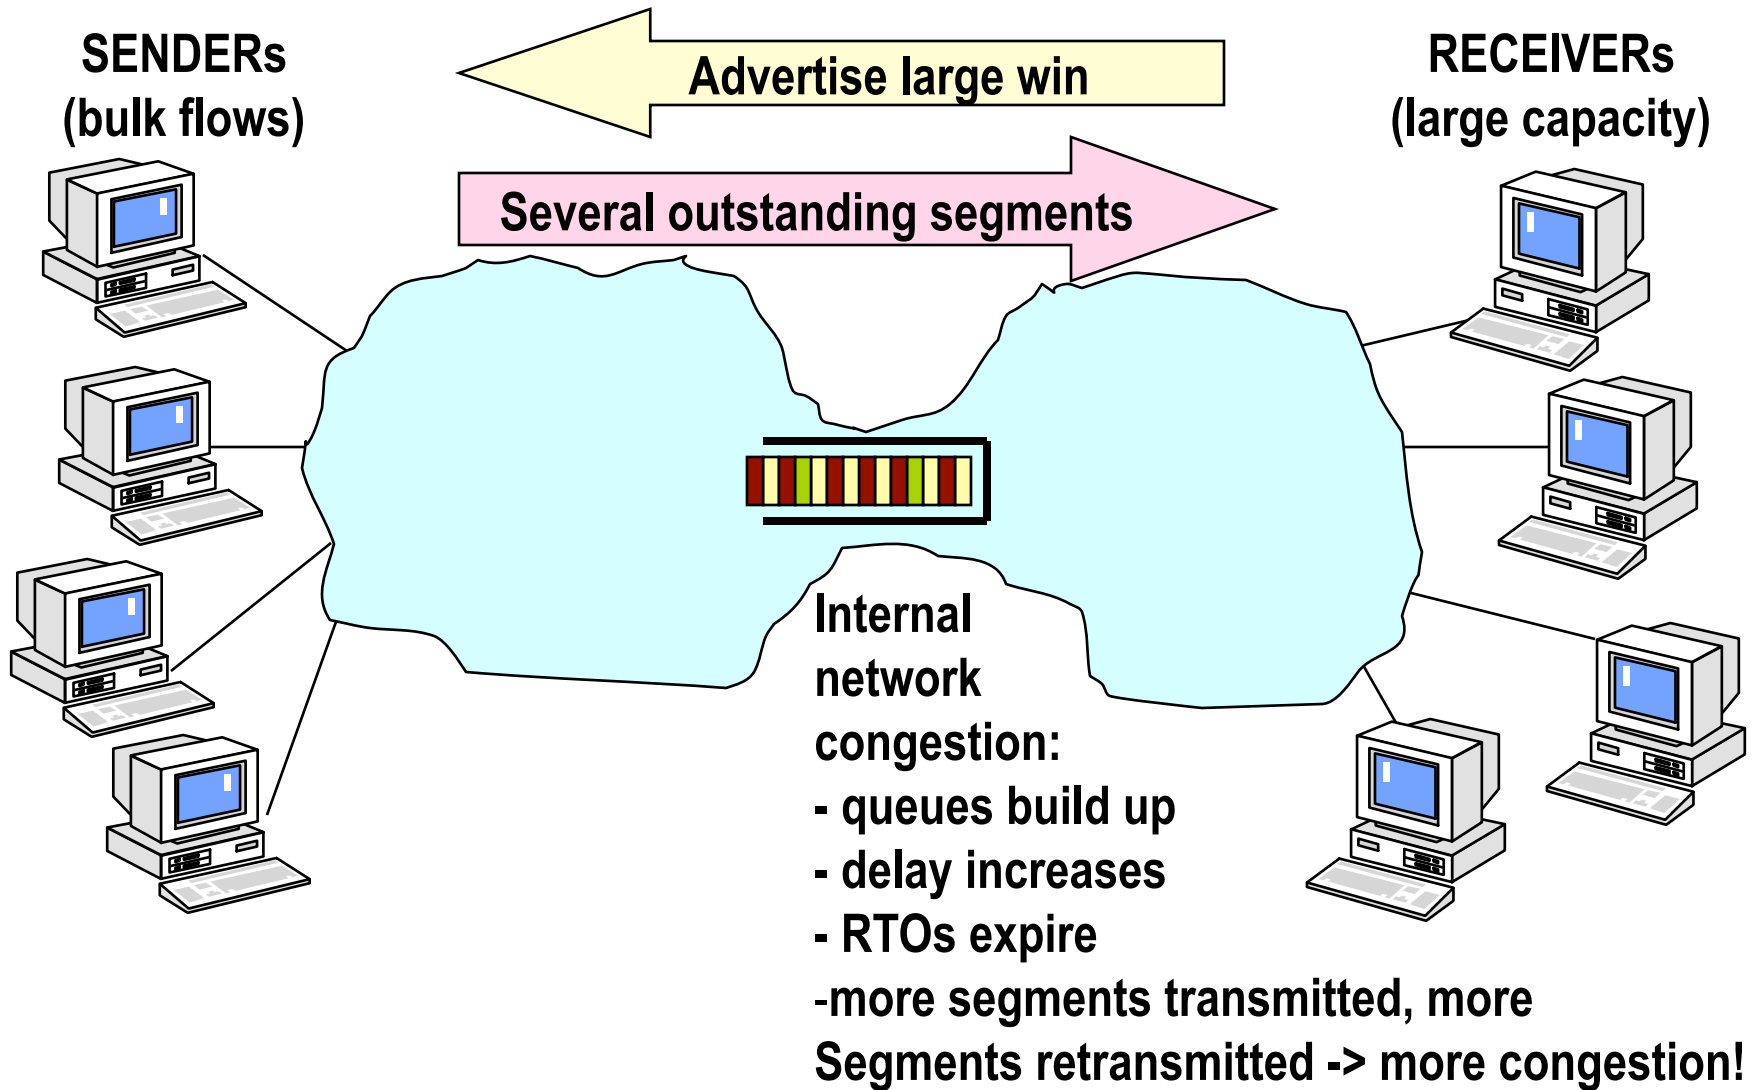 SENDERs
(bulk flows)
Advertise large win
RECEIVERs
(large capacity)
Several outstanding segments
Internal
network
congestion:
- queues build up
- delay increases
- RTOs expire
-more segments transmitted, more
Segments retransmitted -> more congestion!